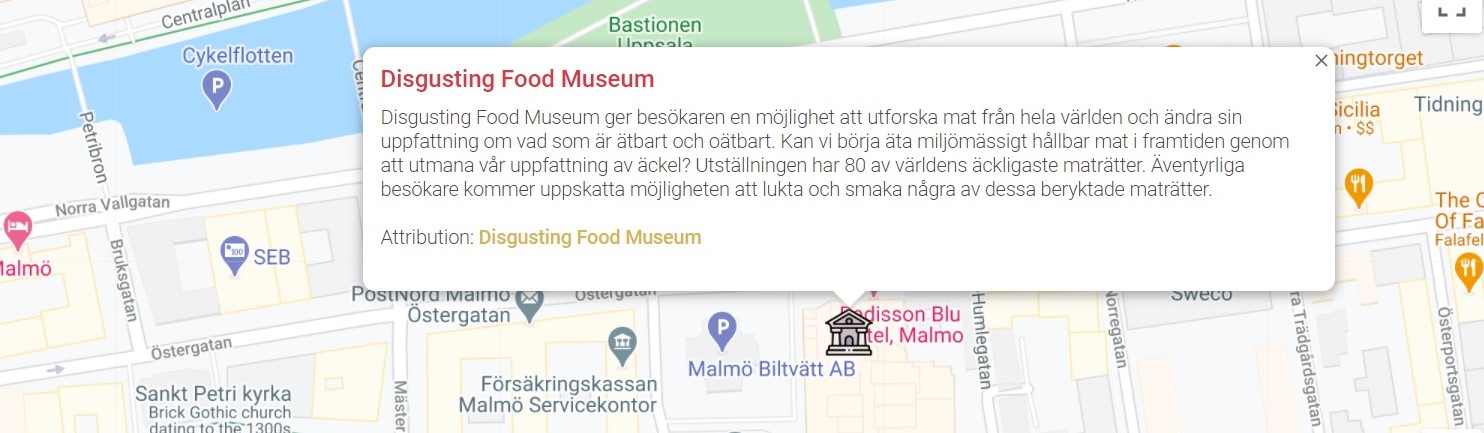 Centralplan
Bastionen
Uppsala
Cykelflotten
P
Disgusting Food Museum
×
Disgusting Food Museum ger besökaren en möjlighet att utforska mat från hela världen och ändra sin
uppfattning om vad som är ätbart och oätbart. Kan vi börja äta miljömässigt hållbar mat i framtiden genom
att utmana vår uppfattning av äckel? Utställningen har 80 av världens äckligaste maträtter. Äventyrliga
besökare kommer uppskatta möjligheten att lukta och smaka några av dessa beryktade maträtter.
Attribution: Disgusting Food Museum
ningtorget
Sicilia
• $$
Tidning
Petribron
Norra Vallgatan
The
Of Fa
Falafel
Malmö
Bruksgatan
100
SEB
PostNord Malmö
Östergatan
Östergatan
Radisson Blu
tel, Malmo
Humlegatan
Norregatan
Sweco
ra Trädgårdsg
Österportsg
Östergatan
P
Malmö Biltvätt AB
Försäkringskassan
Malmö Servicekontor
Mäster
Sankt Petri kyrka
Brick Gothic church
dating to the 1300s